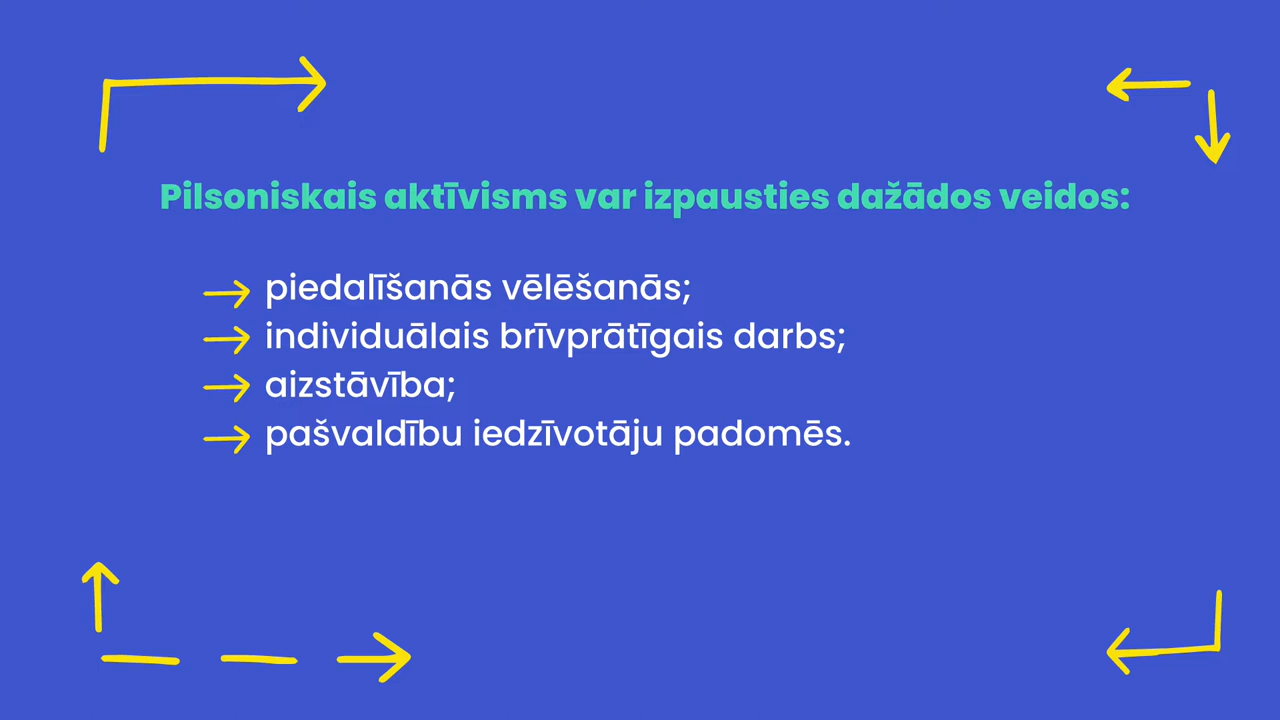 Pilsoniskais aktīvisms var izpausties dažādos veidos:
piedalīšanās vēlēšanās;
individuālais brīvprātīgais darbs;
aizstāvība;
pašvaldību iedzīvotāju padomēs.